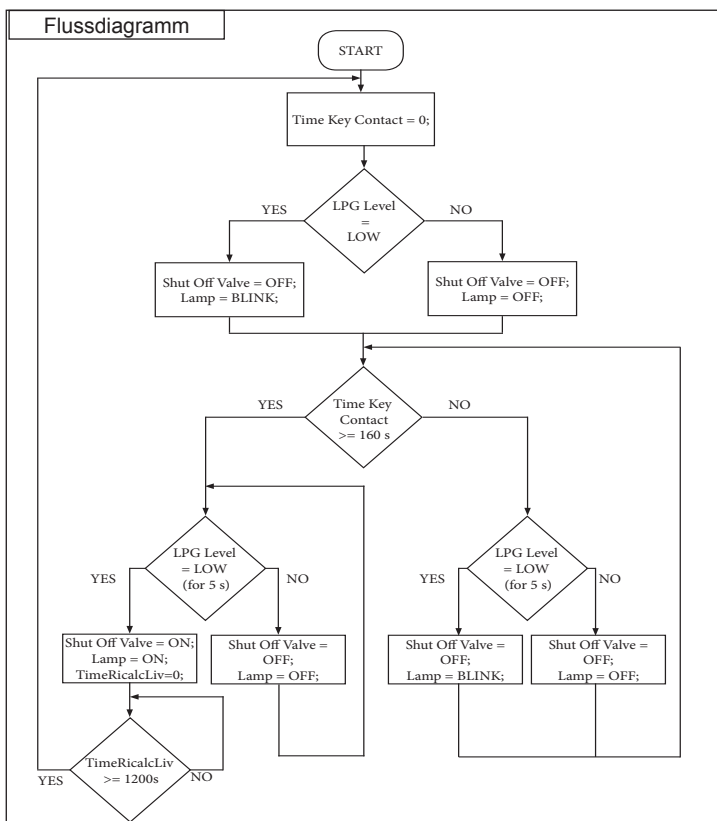 Flussdiagramm
START
Time Key Contact = 0;
LPG Level
=
LOW
YES
NO
Shut Off Valve = OFF;
Lamp = BLINK;
Shut Off Valve = OFF;
Lamp = OFF;
Time Key
Contact
>= 160 s
YES
NO
LPG Level
= LOW
(for 5 s)
YES
NO
LPG Level
= LOW
(for 5 s)
YES
NO
Shut Off Valve = ON;
Lamp = ON;
TimeRicalcLiv=0;
Shut Off Valve =
OFF;
Lamp = OFF;
Shut Off Valve =
OFF;
Lamp = BLINK;
Shut Off Valve =
OFF;
Lamp = OFF;
TimeRicalcLiv
>= 1200s
YES
NO